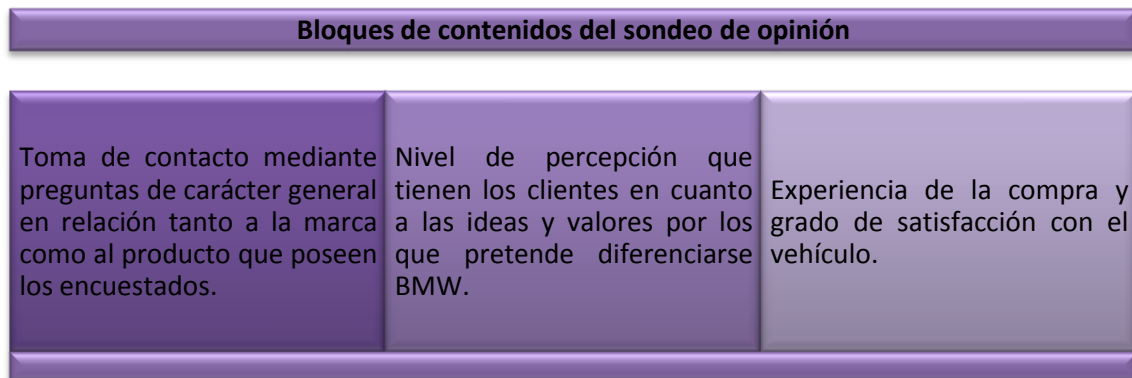 Bloques de contenidos del sondeo de opinión
Toma de contacto mediante
preguntas de carácter general
en relación tanto a la marca
como al producto que poseen
los encuestados.
Nivel de percepción que
tienen los clientes en cuanto
a las ideas y valores por los
que pretende diferenciarse
BMW.
Experiencia de la compra y
grado de satisfacción con el
vehículo.